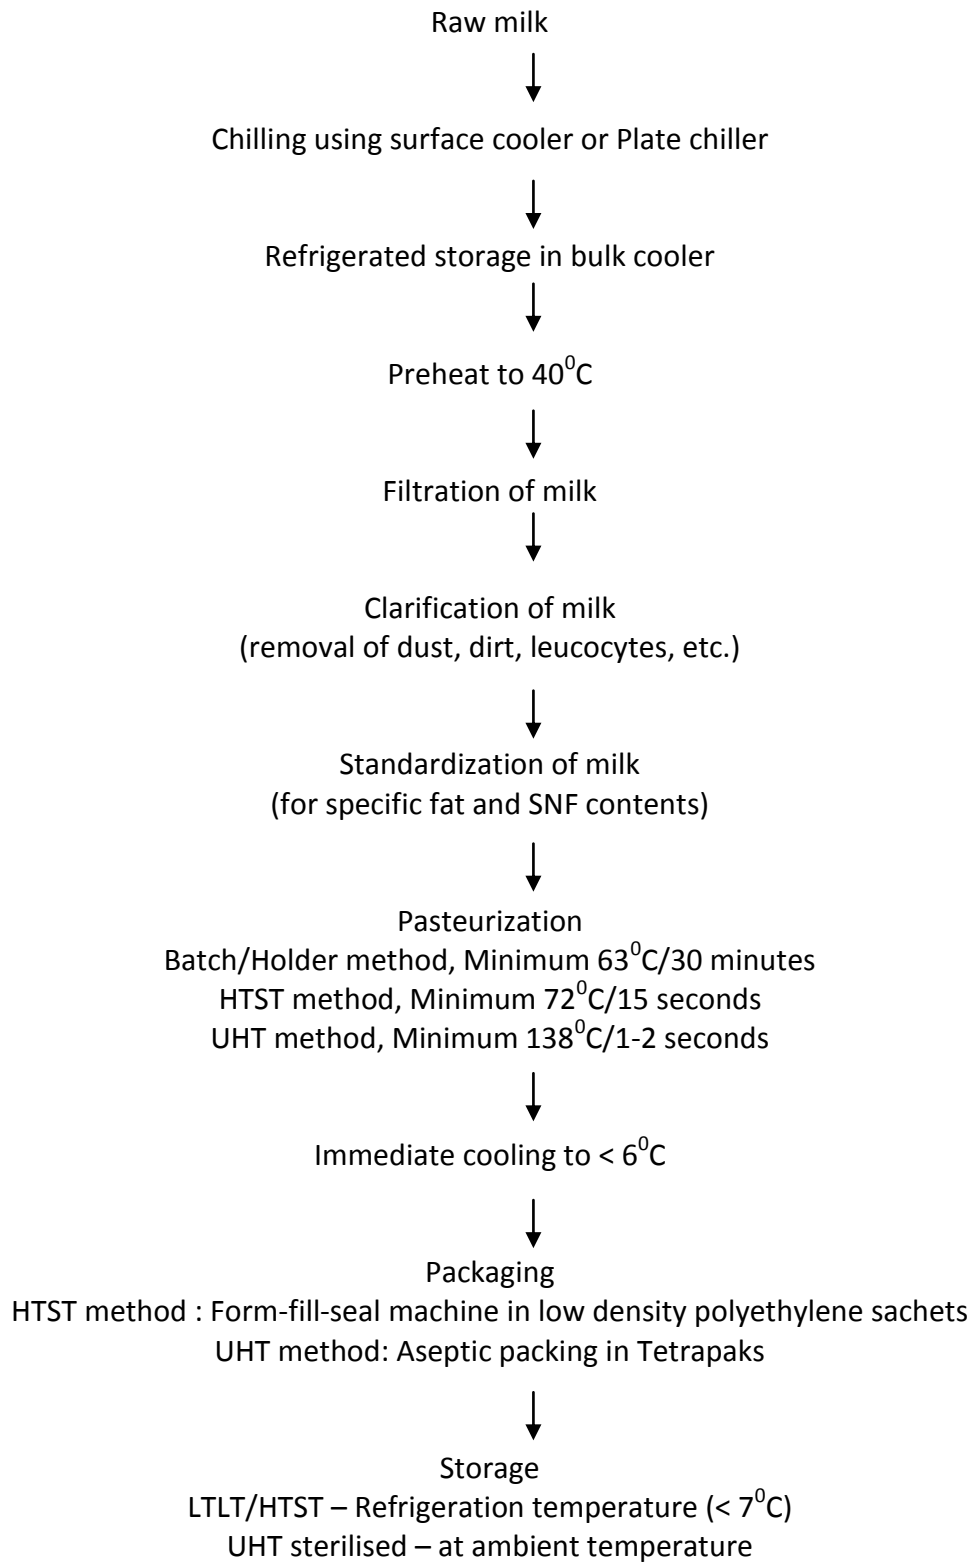 Raw milk
Chilling using surface cooler or Plate chiller
Refrigerated storage in bulk cooler
Preheat to 40⁰C
Filtration of milk
Clarification of milk
(removal of dust, dirt, leucocytes, etc.)
Standardization of milk
(for specific fat and SNF contents)
Pasteurization
Batch/Holder method, Minimum 63⁰C/30 minutes
HTST method, Minimum 72⁰C/15 seconds
UHT method, Minimum 138⁰C/1-2 seconds
Immediate cooling to < 6⁰C
Packaging
HTST method : Form-fill-seal machine in low density polyethylene sachets
UHT method: Aseptic packing in Tetrapaks
Storage
LTLT/HTST – Refrigeration temperature (< 7⁰C)
UHT sterilised – at ambient temperature